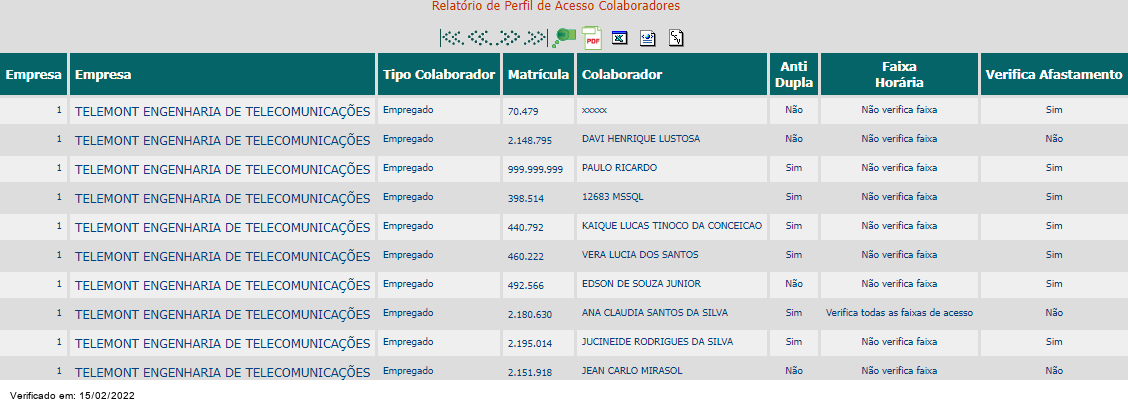 Relatório de Perfil de Acesso Colaboradores
PDF
Empresa Empresa Tipo Colaborador Matrícula Colaborador Anti Dupla Faixa Horária Verifica Afastamento
1 TELEMONT ENGENHARIA DE TELECOMUNICAÇÕES Empregado 70.479 xxxxx Não Não verifica faixa Sim
1 TELEMONT ENGENHARIA DE TELECOMUNICAÇÕES Empregado 2.148.795 DAVI HENRIQUE LUSTOSA Não Não verifica faixa Não
1 TELEMONT ENGENHARIA DE TELECOMUNICAÇÕES Empregado 999.999.999 PAULO RICARDO Sim Não verifica faixa Sim
1 TELEMONT ENGENHARIA DE TELECOMUNICAÇÕES Empregado 398.514 12683 MSSQL Sim Não verifica faixa Sim
1 TELEMONT ENGENHARIA DE TELECOMUNICAÇÕES Empregado 440.792 KAIQUE LUCAS TINOCO DA CONCEICAO Sim Não verifica faixa Sim
1 TELEMONT ENGENHARIA DE TELECOMUNICAÇÕES Empregado 460.222 VERA LUCIA DOS SANTOS Sim Não verifica faixa Sim
1 TELEMONT ENGENHARIA DE TELECOMUNICAÇÕES Empregado 492.566 EDSON DE SOUZA JUNIOR Não Não verifica faixa Sim
1 TELEMONT ENGENHARIA DE TELECOMUNICAÇÕES Empregado 2.180.630 ANA CLAUDIA SANTOS DA SILVA Sim Verifica todas as faixas de acesso Não
1 TELEMONT ENGENHARIA DE TELECOMUNICAÇÕES Empregado 2.195.014 JUCINEIDE RODRIGUES DA SILVA Sim Não verifica faixa Sim
1 TELEMONT ENGENHARIA DE TELECOMUNICAÇÕES Empregado 2.151.918 JEAN CARLO MIRASOL Não Não verifica faixa Não
Verificado em: 15/02/2022